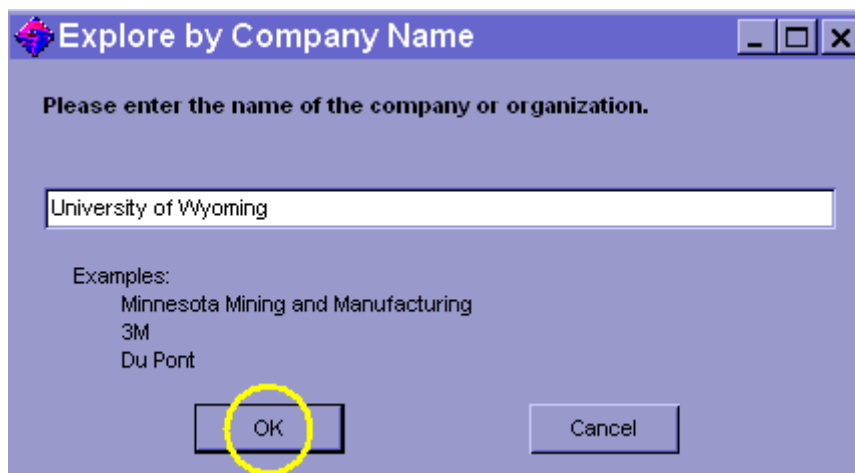 Explore by Company Name
Please enter the name of the company or organization.
University of Wyoming
Examples:
Minnesota Mining and Manufacturing
3M
Du Pont
OK Cancel